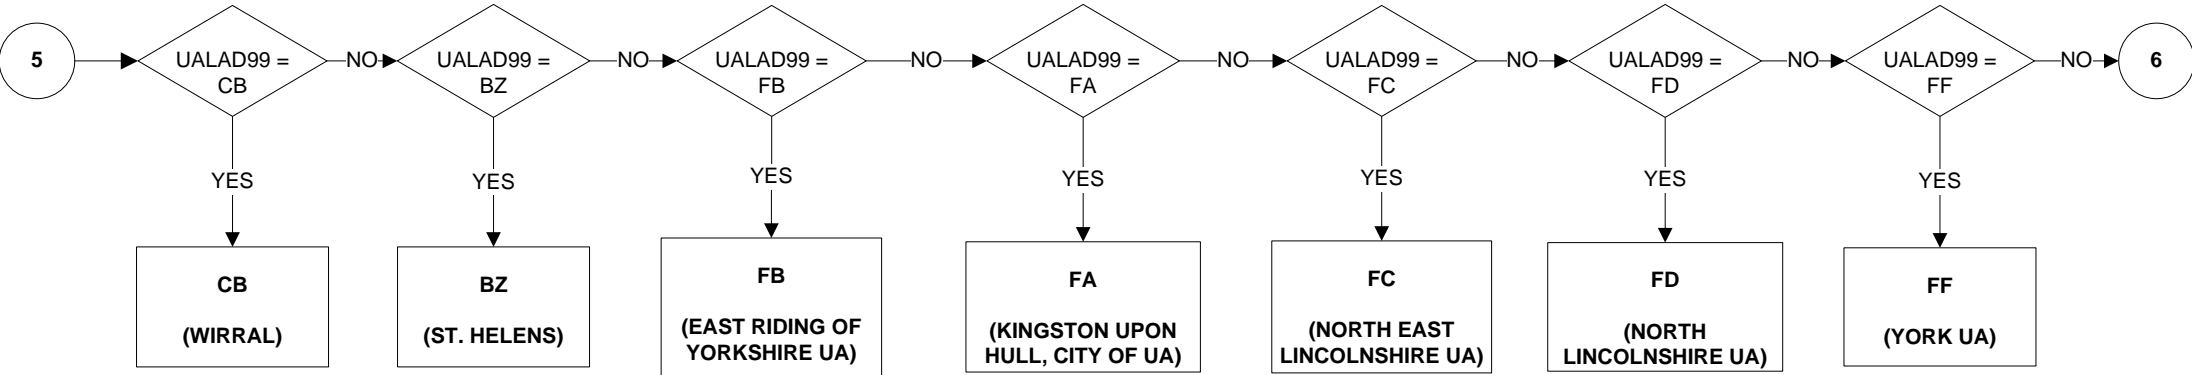 5
UALAD99 =
CB
NO
UALAD99 =
BZ
NO
UALAD99 =
FB
NO
UALAD99 =
FA
NO
UALAD99 =
FC
NO
UALAD99 =
FD
NO
UALAD99 =
FF
NO
6
YES
YES
YES
YES
YES
YES
YES
CB
(WIRRAL)
BZ
(ST. HELENS)
FB
(EAST RIDING OF
YORKSHIRE UA)
FA
(KINGSTON UPON
HULL, CITY OF UA)
FC
(NORTH EAST
LINCOLNSHIRE UA)
FD
(NORTH
LINCOLNSHIRE UA)
FF
(YORK UA)